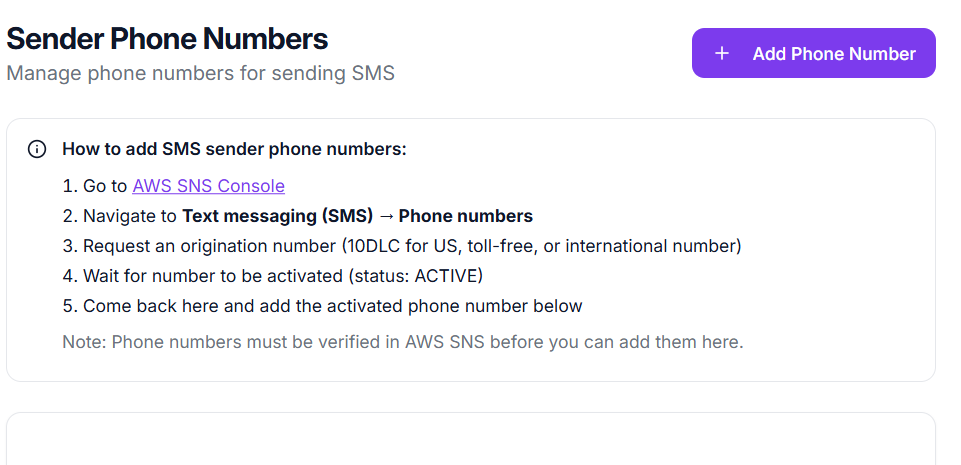 Sender Phone Numbers
Manage phone numbers for sending SMS
+ Add Phone Number
How to add SMS sender phone numbers:
1. Go to AWS SNS Console
2. Navigate to Text messaging (SMS) → Phone numbers
3. Request an origination number (10DLC for US, toll-free, or international number)
4. Wait for number to be activated (status: ACTIVE)
5. Come back here and add the activated phone number below
Note: Phone numbers must be verified in AWS SNS before you can add them here.